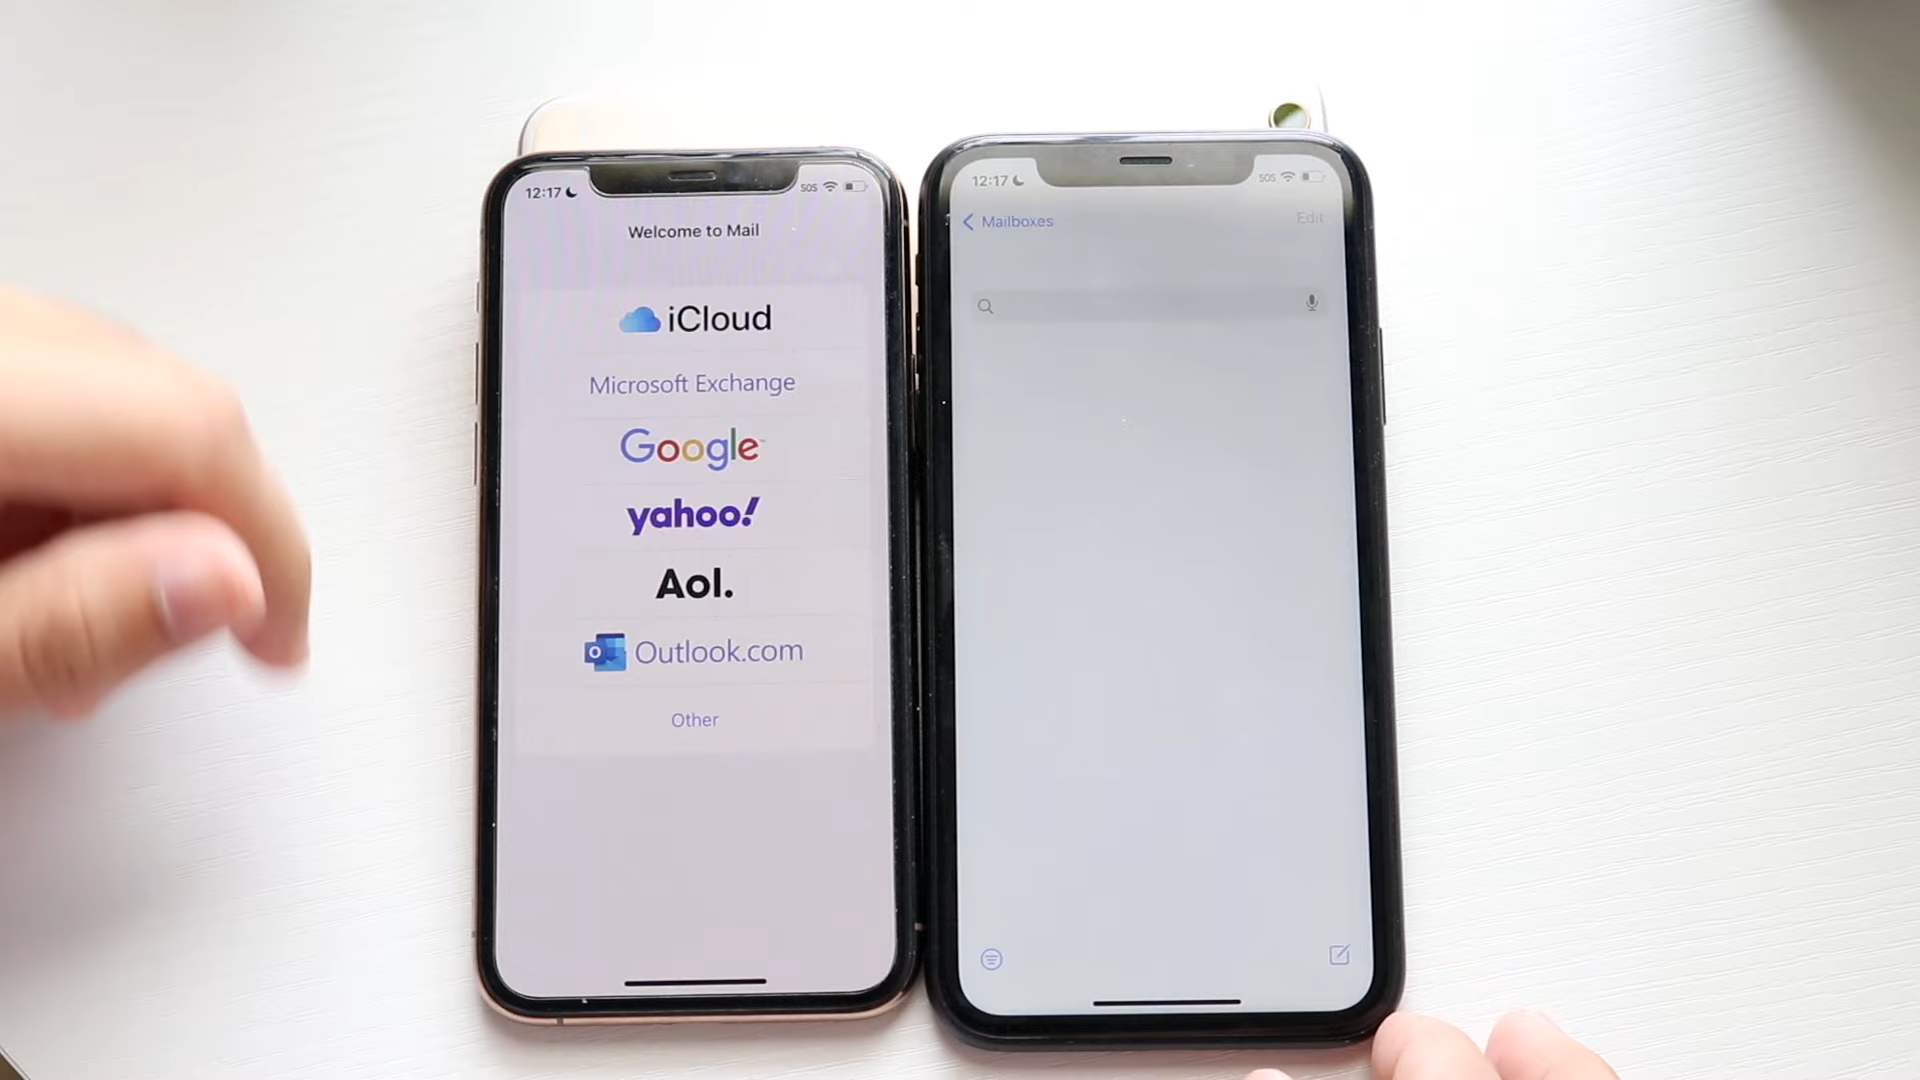 12:17
SOS
Welcome to Mail
iCloud
Microsoft Exchange
Google
yahoo!
Aol.
Outlook.com
Other
12:17
SOS
Mailboxes
Edit